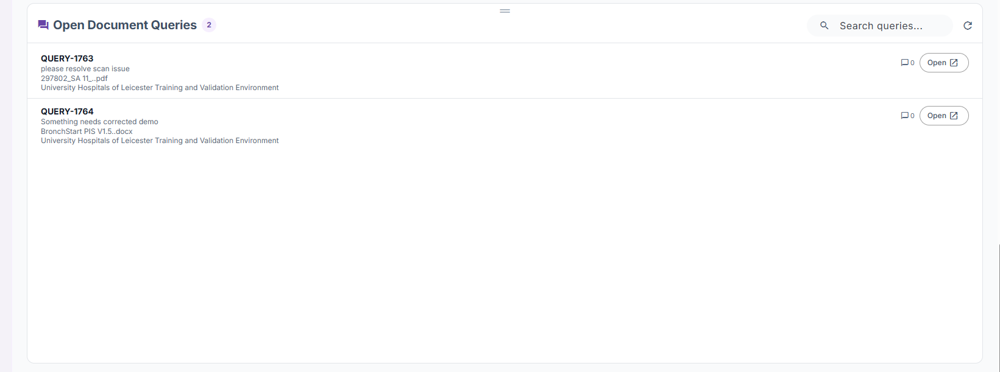 Open Document Queries 2
Search queries...
QUERY-1763
please resolve scan issue
297802_SA 11_..pdf
University Hospitals of Leicester Training and Validation Environment
0 Open
QUERY-1764
Something needs corrected demo
BronchStart PIS V1.5..docx
University Hospitals of Leicester Training and Validation Environment
0 Open